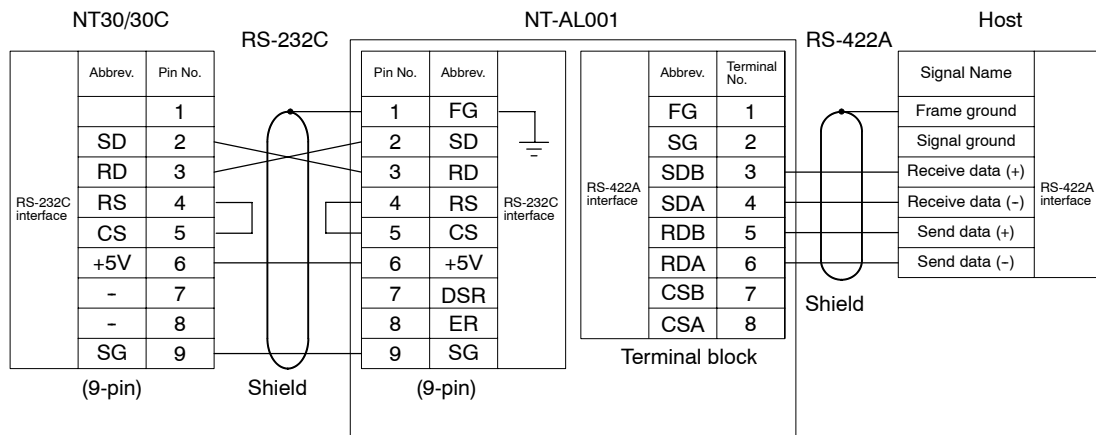 NT30/30C
NT-AL001
Host
RS-232C
RS-422A
Abbrev. Pin No.
1
SD 2
RD 3
RS 4
CS 5
+5V 6
- 7
- 8
SG 9
RS-232C
interface
(9-pin)
Shield
Pin No. Abbrev.
1 FG
2 SD
3 RD
4 RS
5 CS
6 +5V
7 DSR
8 ER
9 SG
RS-232C
interface
(9-pin)
RS-422A
interface
Abbrev. Terminal
No.
FG 1
SG 2
SDB 3
SDA 4
RDB 5
RDA 6
CSB 7
CSA 8
Terminal block
Shield
Signal Name
Frame ground
Signal ground
Receive data (+)
Receive data (-)
Send data (+)
Send data (-)
RS-422A
interface